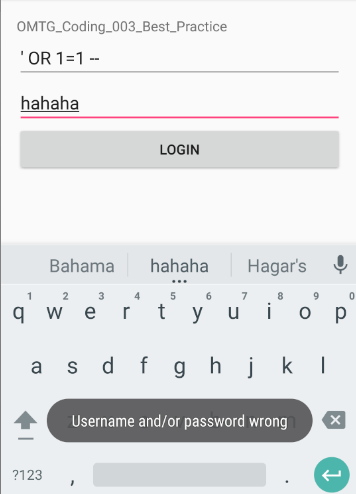 OMTG_Coding_003_Best_Practice
' OR 1=1 --
hahaha
LOGIN
Bahama hahaha Hagar's
1 2 3 4 5 6 7 8 9 0
q w e r t y u i o p
a s d f g h j k l
Username and/or password wrong
?123 , .